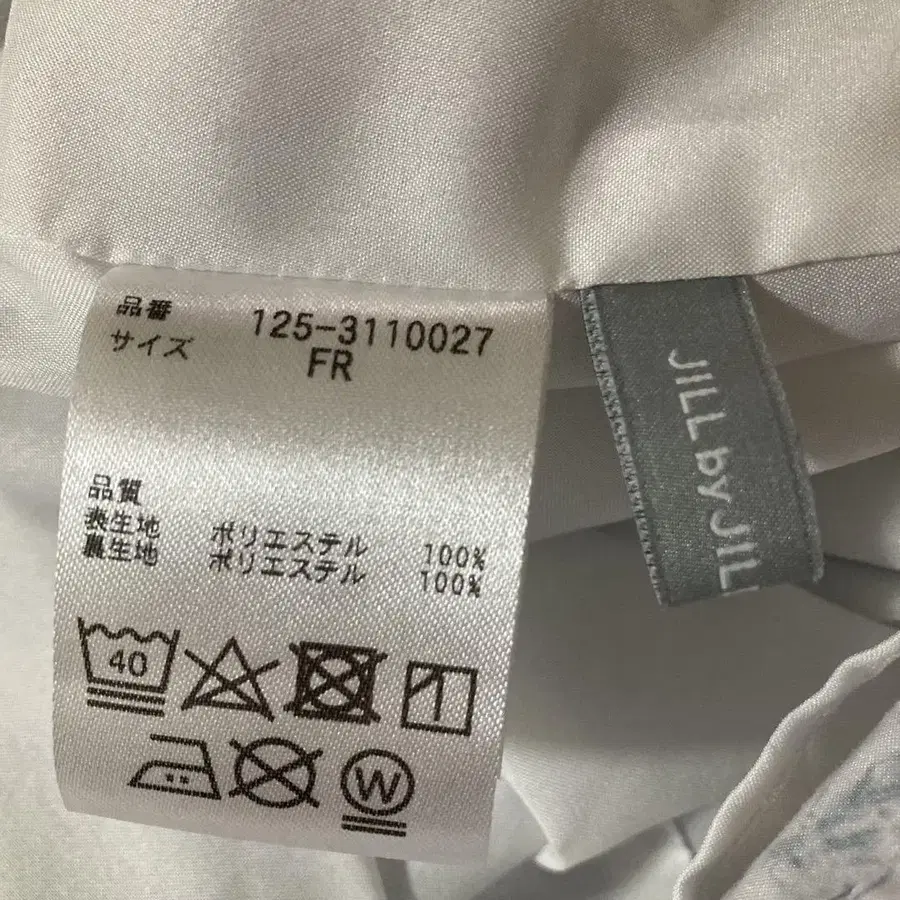 品番 125-3110027
サイズ FR
品質
表生地 ポリエステル 100%
裏生地 ポリエステル 100%
40
W
JILL by JIL